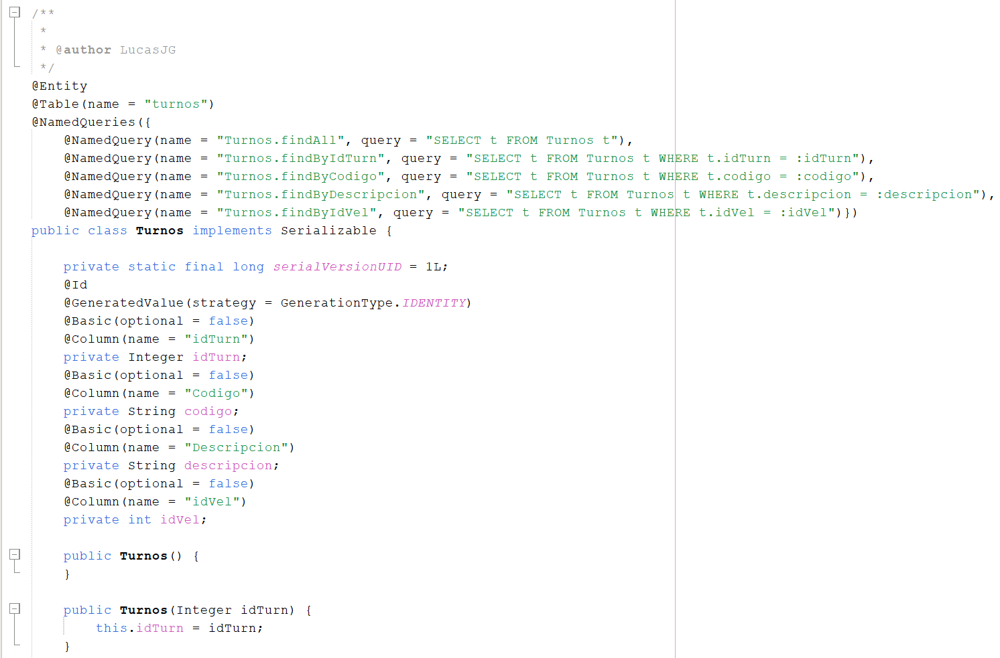 /**
 *
 * @author LucasJG
 */
@Entity
@Table(name = "turnos")
@NamedQueries({
    @NamedQuery(name = "Turnos.findAll", query = "SELECT t FROM Turnos t"),
    @NamedQuery(name = "Turnos.findByIdTurn", query = "SELECT t FROM Turnos t WHERE t.idTurn = :idTurn"),
    @NamedQuery(name = "Turnos.findByCodigo", query = "SELECT t FROM Turnos t WHERE t.codigo = :codigo"),
    @NamedQuery(name = "Turnos.findByDescripcion", query = "SELECT t FROM Turnos t WHERE t.descripcion = :descripcion"),
    @NamedQuery(name = "Turnos.findByIdVel", query = "SELECT t FROM Turnos t WHERE t.idVel = :idVel")})
public class Turnos implements Serializable {
    private static final long serialVersionUID = 1L;
    @Id
    @GeneratedValue(strategy = GenerationType.IDENTITY)
    @Basic(optional = false)
    @Column(name = "idTurn")
    private Integer idTurn;
    @Basic(optional = false)
    @Column(name = "Codigo")
    private String codigo;
    @Basic(optional = false)
    @Column(name = "Descripcion")
    private String descripcion;
    @Basic(optional = false)
    @Column(name = "idVel")
    private int idVel;
    public Turnos() {
    }
    public Turnos(Integer idTurn) {
        this.idTurn = idTurn;
    }